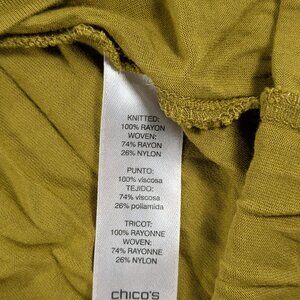 KNITTED:
100% RAYON
WOVEN:
74% RAYON
26% NYLON
PUNTO:
100% viscosa
TEJIDO:
74% viscosa
26% poliamida
TRICOT:
100% RAYONNE
WOVEN:
74% RAYONNE
26% NYLON
chico's